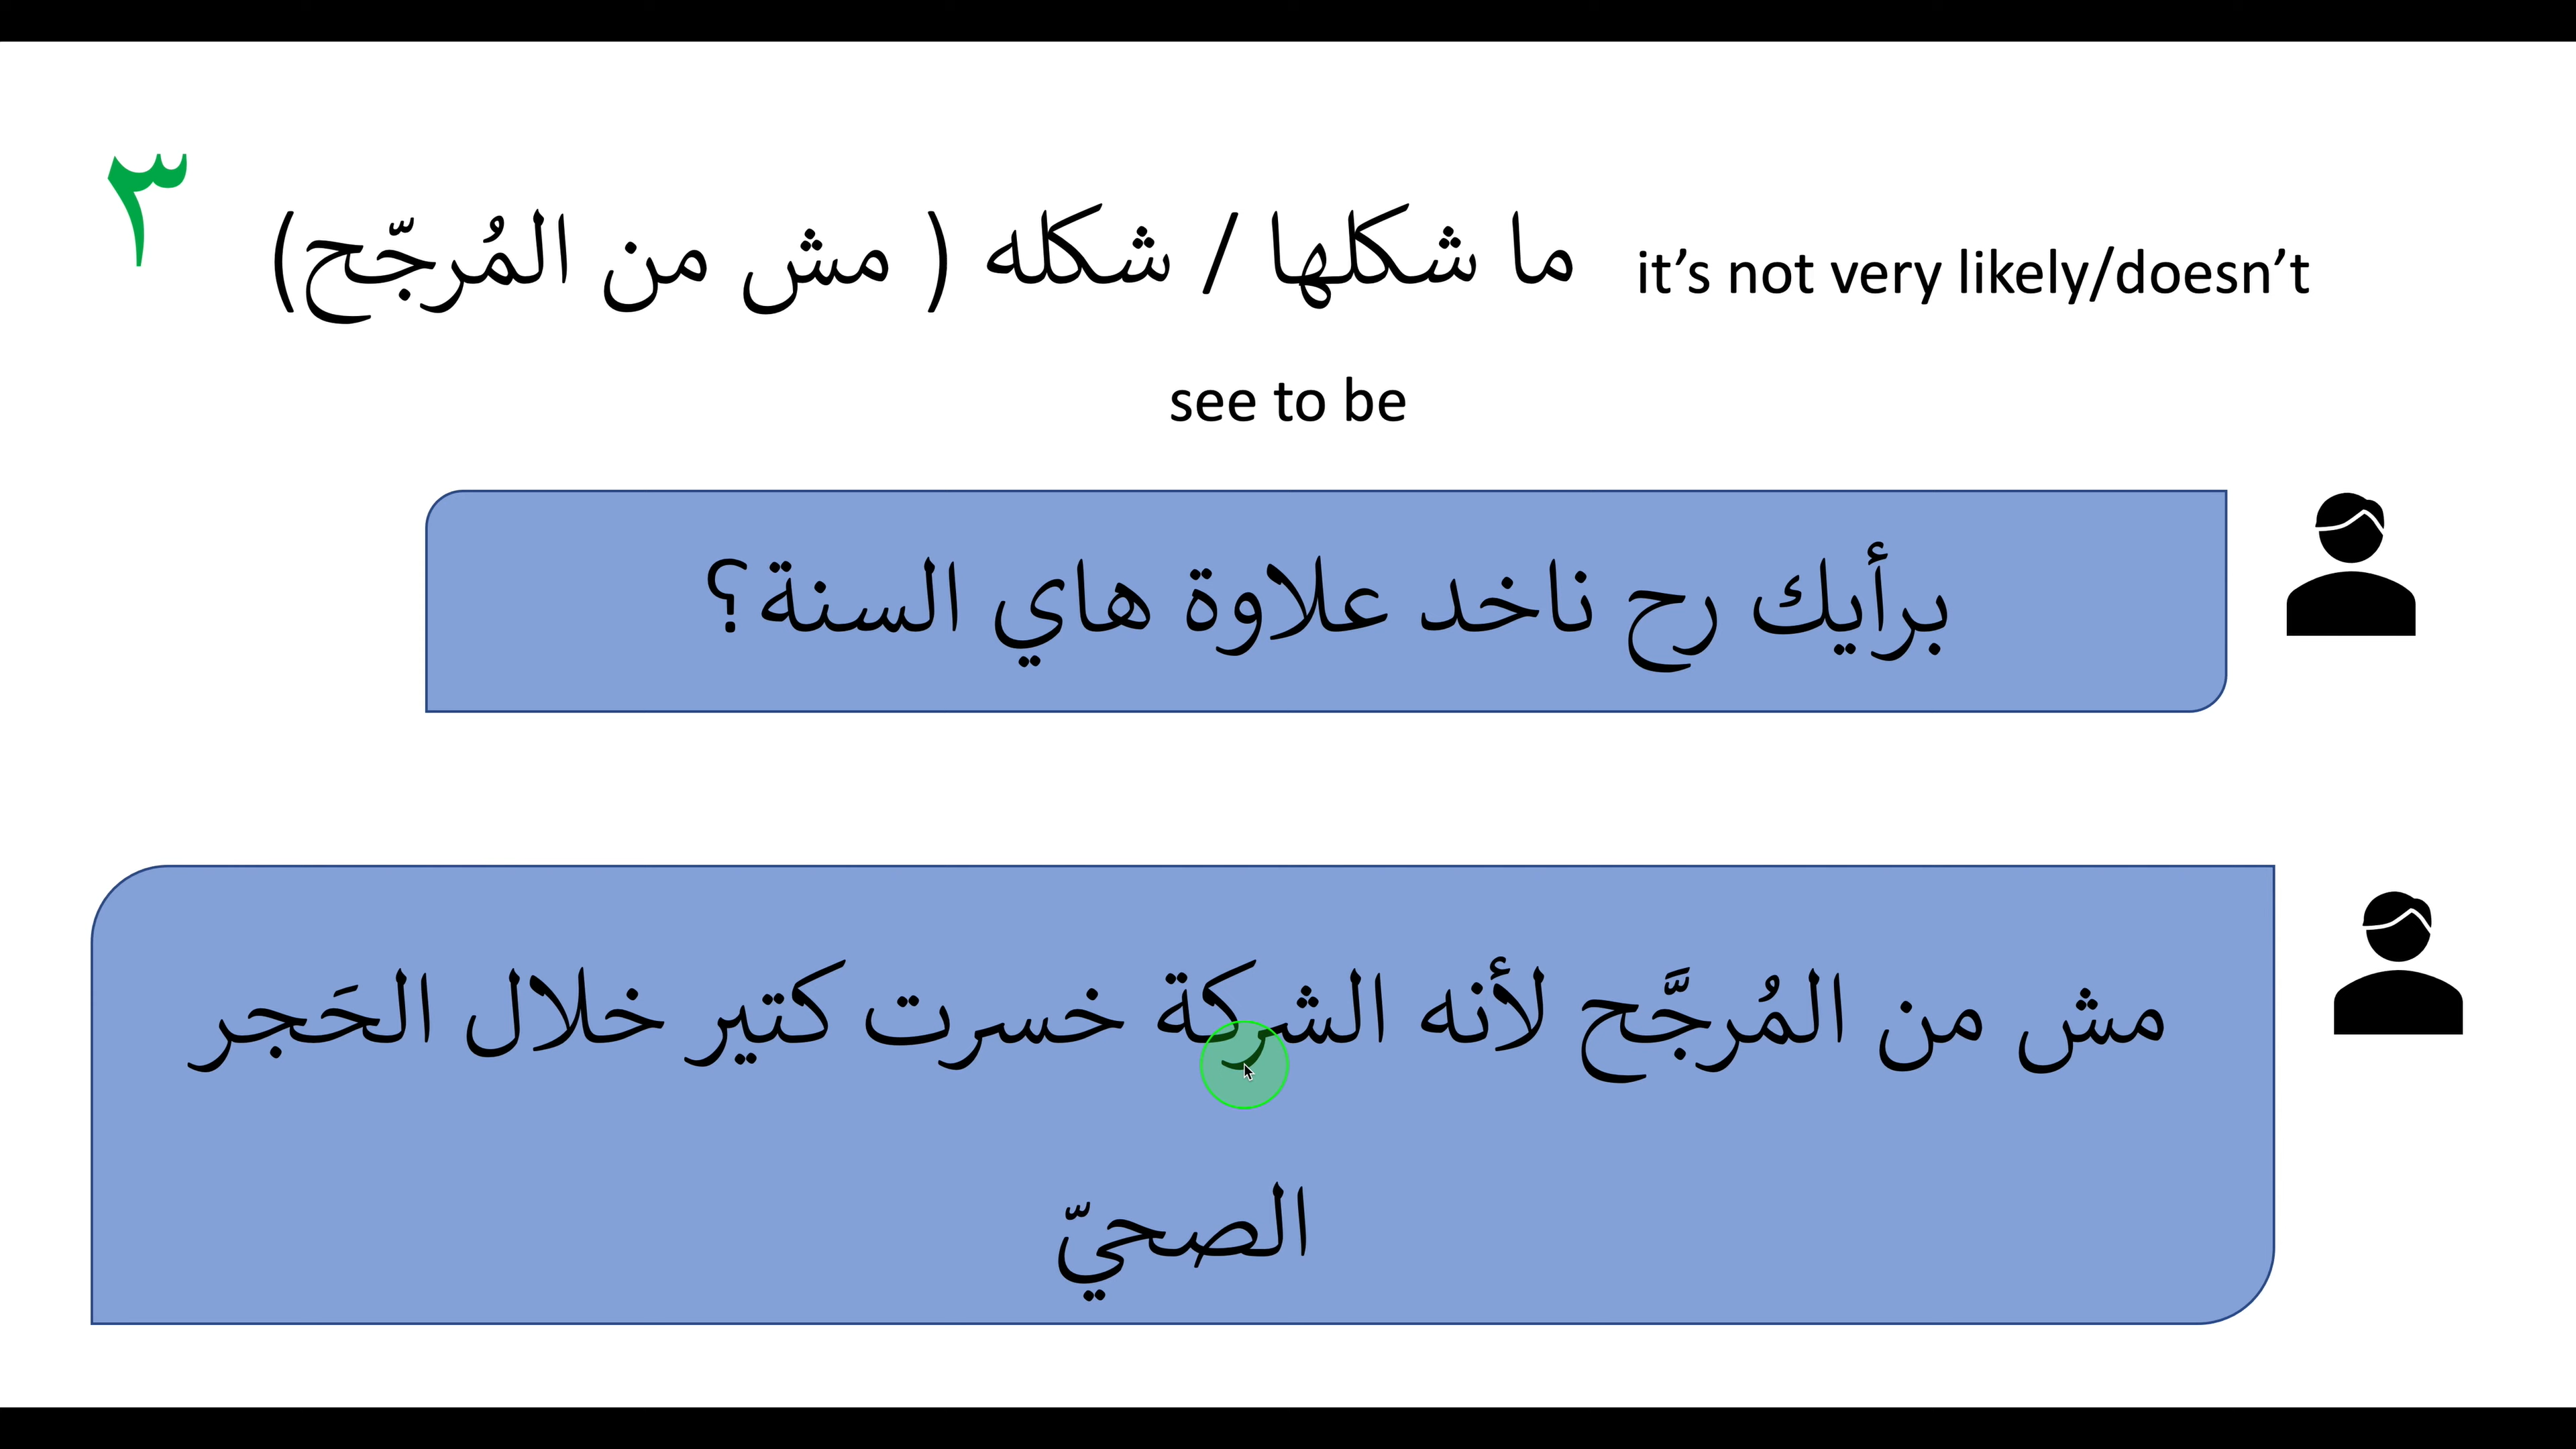 ٣
ما شكلها / شكله ( مش من المُرجّح) it’s not very likely/doesn’t
see to be
برأيك رح ناخد علاوة هاي السنة؟
مش من المُرجَّح لأنه الشركة خسرت كتير خلال الحَجر
الصحيّ